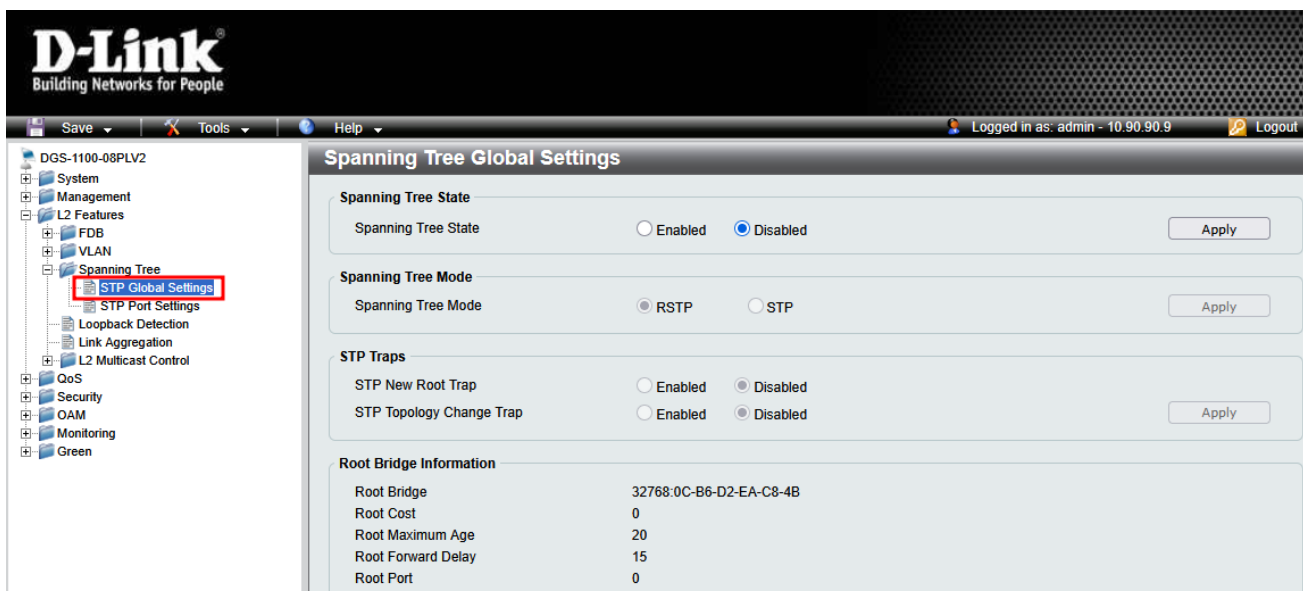 D-Link®
Building Networks for People
Save Tools Help Logged in as: admin - 10.90.90.9 Logout
DGS-1100-08PLV2
System
Management
L2 Features
FDB
VLAN
Spanning Tree
STP Global Settings
STP Port Settings
Loopback Detection
Link Aggregation
L2 Multicast Control
QoS
Security
OAM
Monitoring
Green
Spanning Tree Global Settings
Spanning Tree State
Spanning Tree State Enabled Disabled Apply
Spanning Tree Mode
Spanning Tree Mode RSTP STP Apply
STP Traps
STP New Root Trap Enabled Disabled
STP Topology Change Trap Enabled Disabled Apply
Root Bridge Information
Root Bridge 32768:0C-B6-D2-EA-C8-4B
Root Cost 0
Root Maximum Age 20
Root Forward Delay 15
Root Port 0